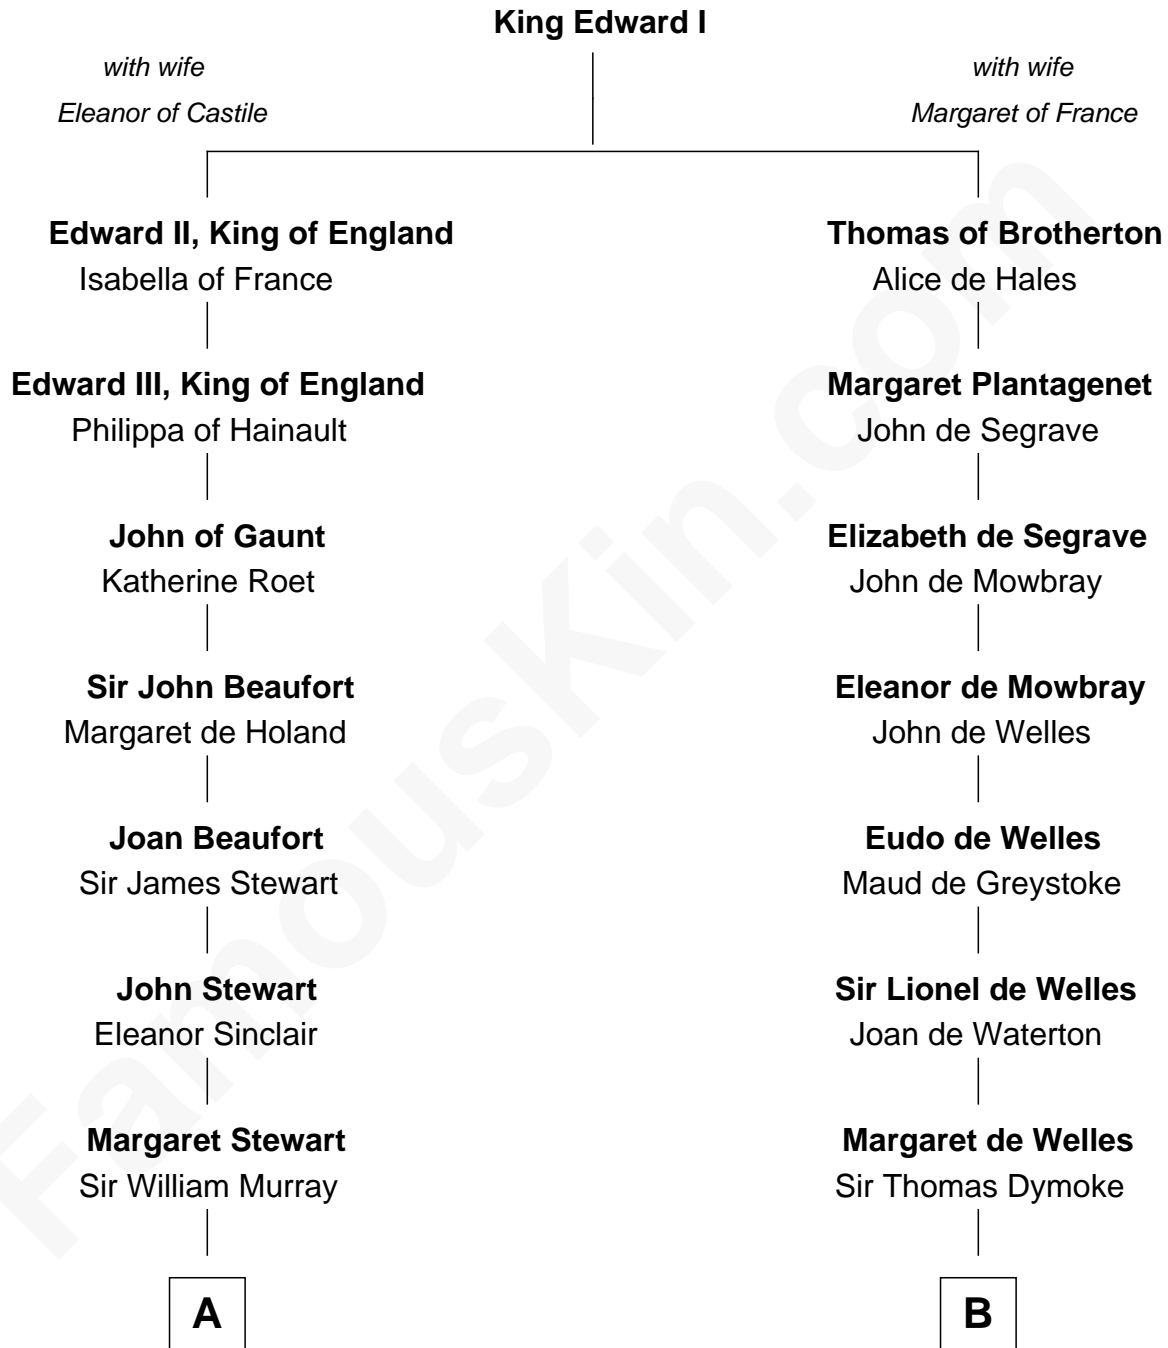 King Edward I
with wife
Eleanor of Castile
with wife
Margaret of France
Edward II, King of England
Isabella of France
Thomas of Brotherton
Alice de Hales
Edward III, King of England
Philippa of Hainault
Margaret Plantagenet
John de Segrave
John of Gaunt
Katherine Roet
Elizabeth de Segrave
John de Mowbray
Sir John Beaufort
Margaret de Holand
Eleanor de Mowbray
John de Welles
Joan Beaufort
Sir James Stewart
Eudo de Welles
Maud de Greystoke
John Stewart
Eleanor Sinclair
Sir Lionel de Welles
Joan de Waterton
Margaret Stewart
Sir William Murray
Margaret de Welles
Sir Thomas Dymoke
A
B
FamousKin.com